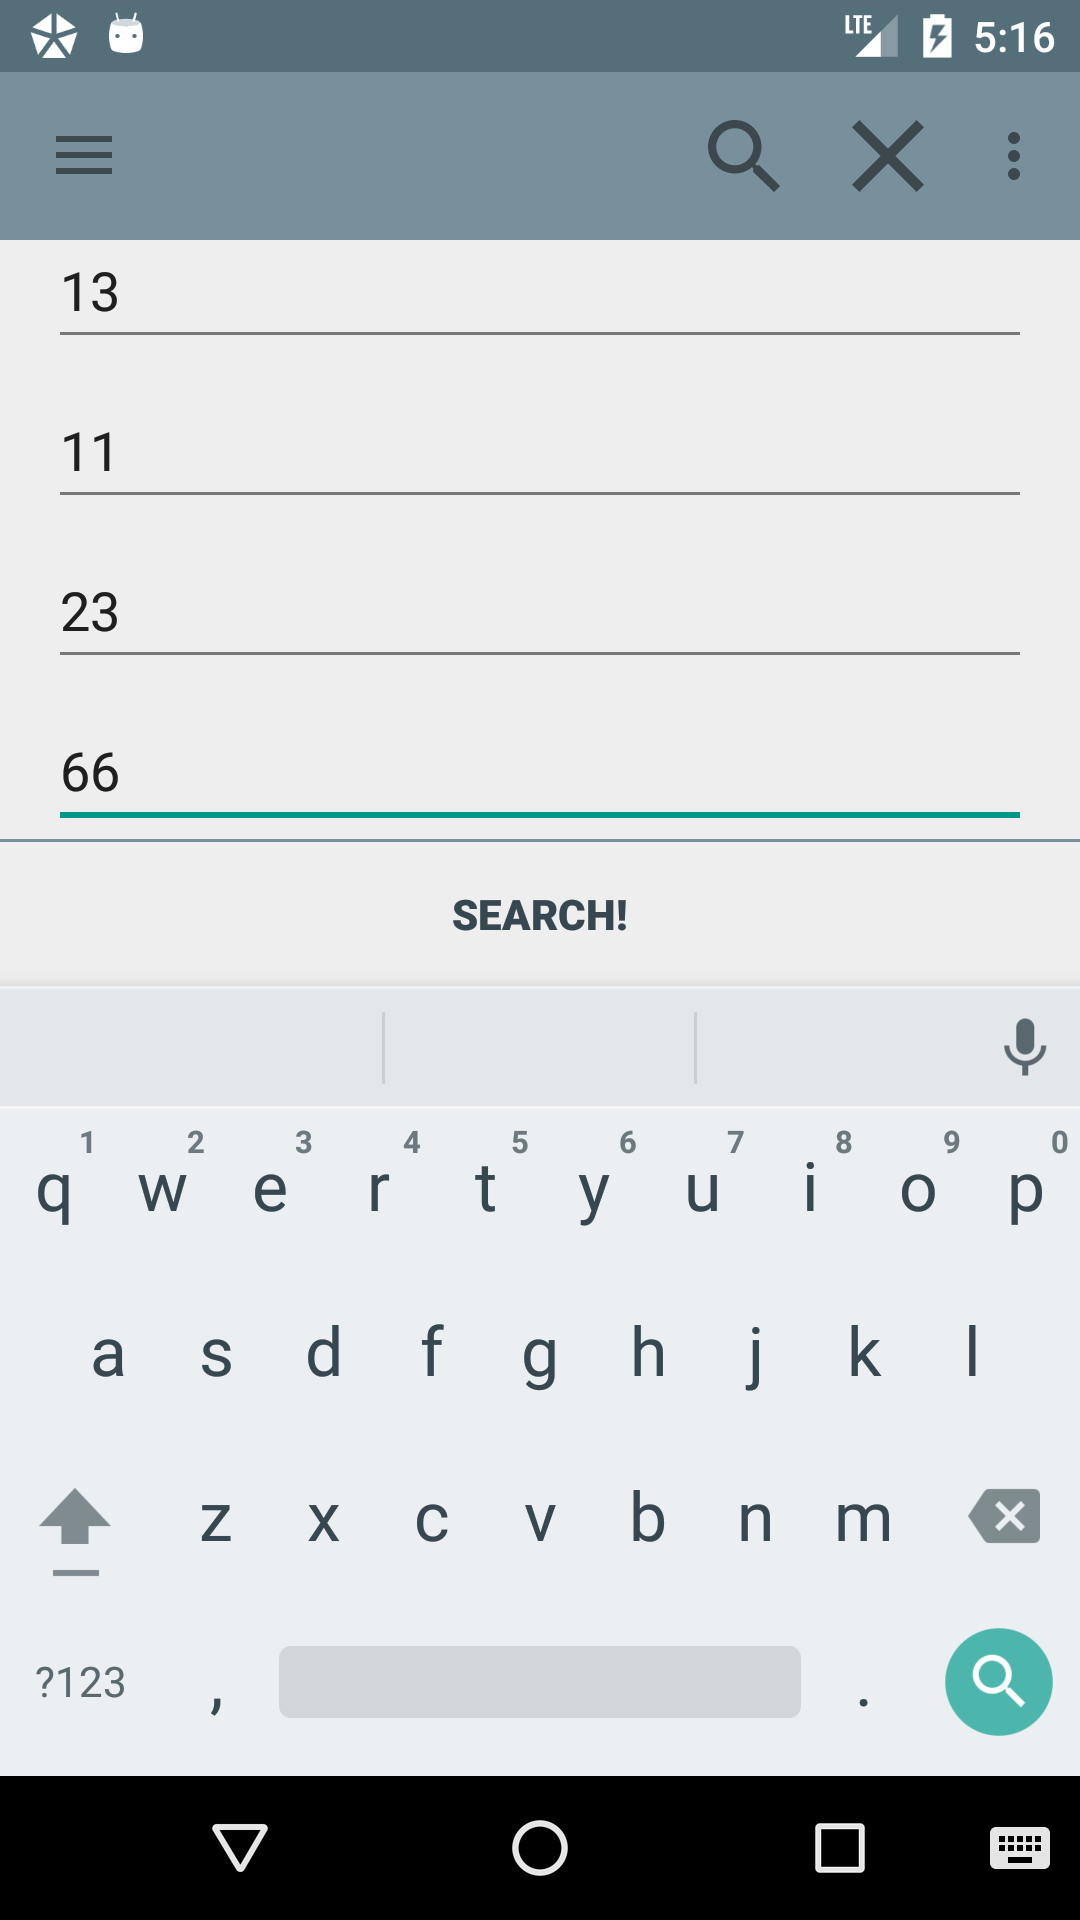 LTE 5:16
13
11
23
66
SEARCH!
1 2 3 4 5 6 7 8 9 0
q w e r t y u i o p
a s d f g h j k l
z x c v b n m
?123 , .